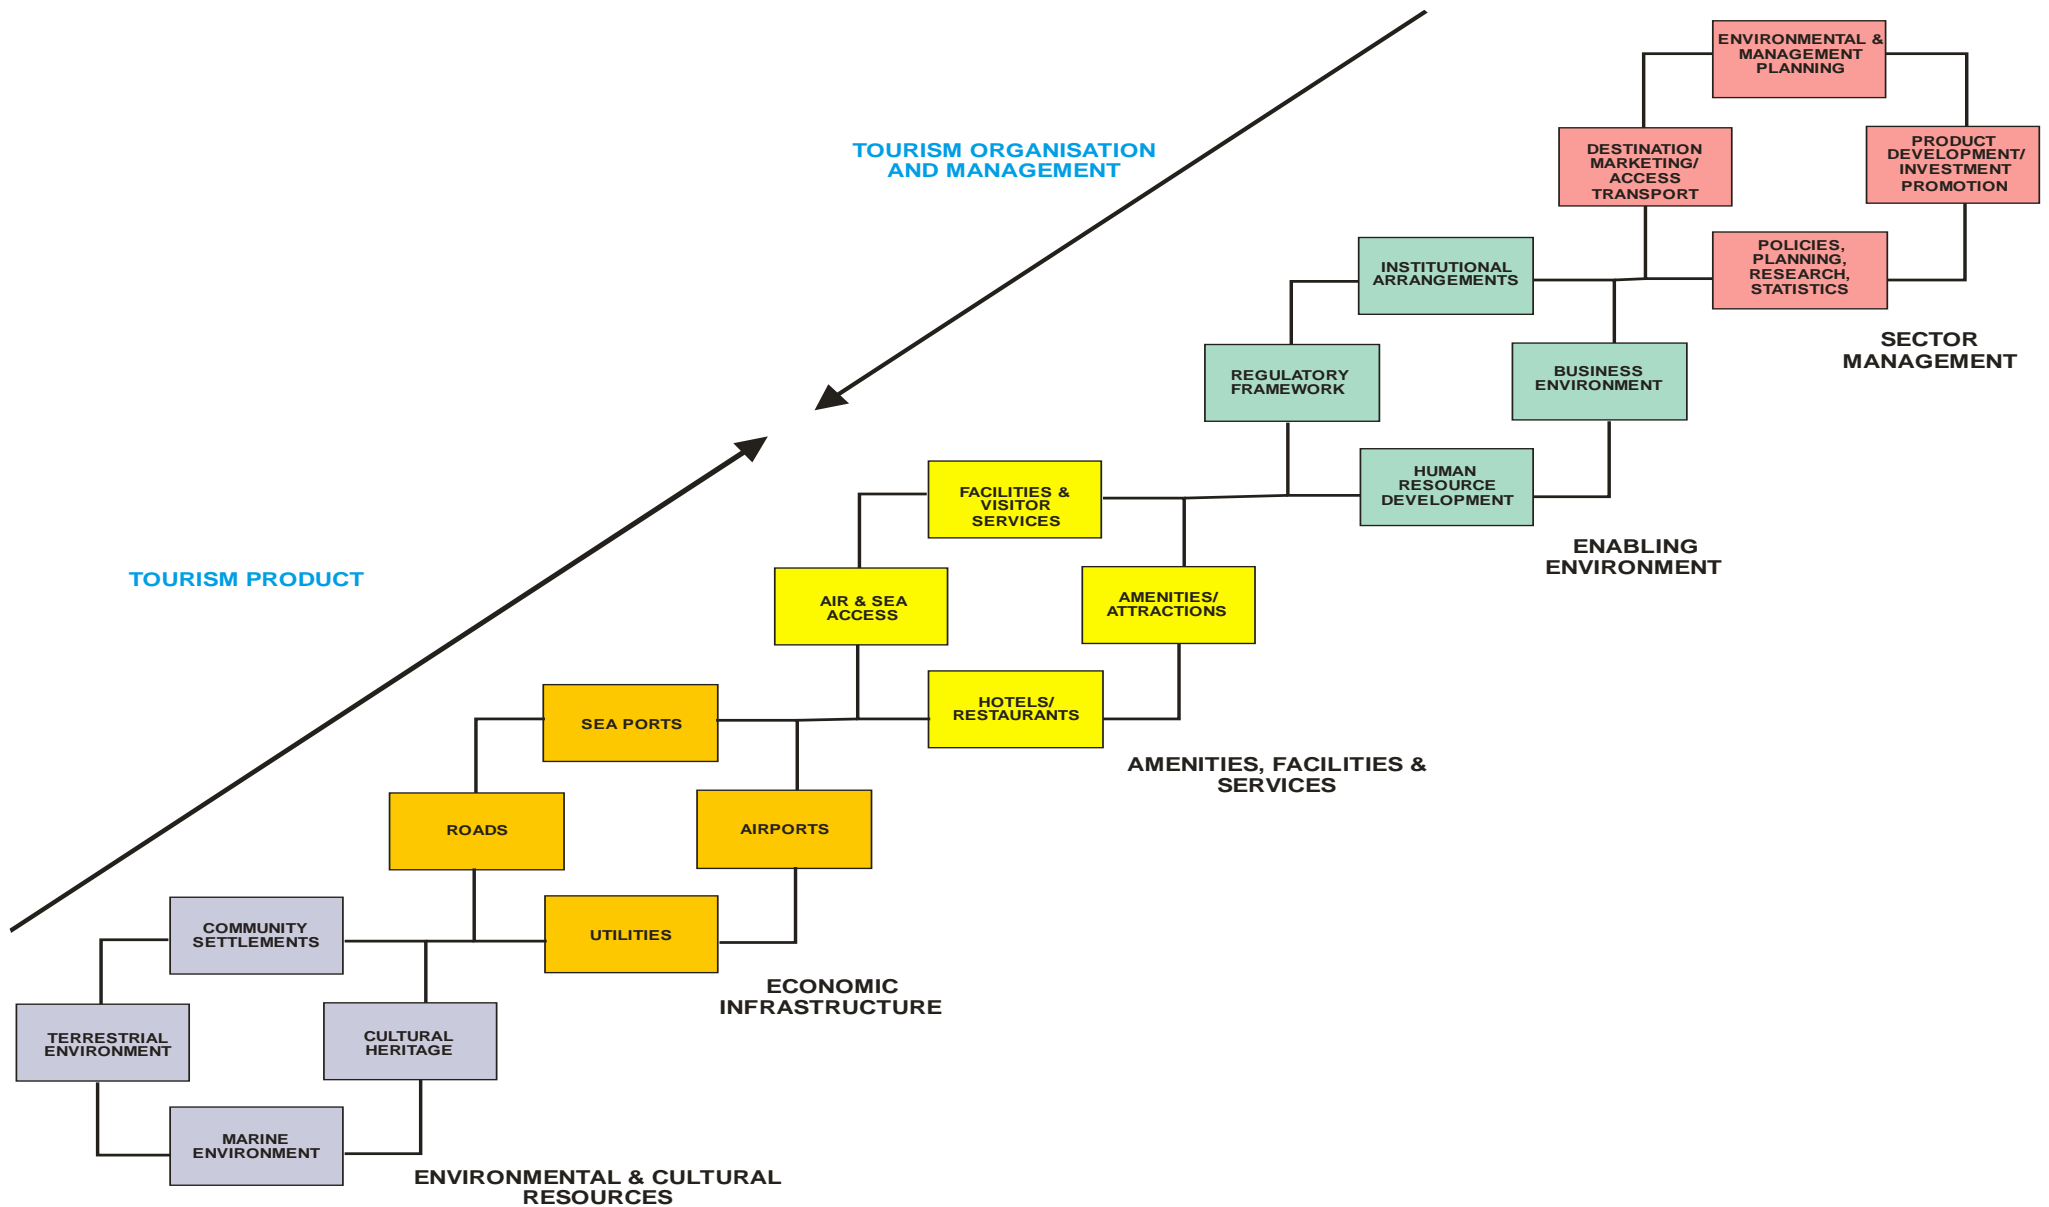 ENVIRONMENTAL &
MANAGEMENT
PLANNING
TOURISM ORGANISATION
AND MANAGEMENT
DESTINATION
MARKETING/
ACCESS
TRANSPORT
PRODUCT
DEVELOPMENT/
INVESTMENT
PROMOTION
INSTITUTIONAL
ARRANGEMENTS
POLICIES,
PLANNING,
RESEARCH,
STATISTICS
SECTOR
MANAGEMENT
REGULATORY
FRAMEWORK
BUSINESS
ENVIRONMENT
FACILITIES &
VISITOR
SERVICES
HUMAN
RESOURCE
DEVELOPMENT
ENABLING
ENVIRONMENT
TOURISM PRODUCT
AIR & SEA
ACCESS
AMENITIES/
ATTRACTIONS
SEA PORTS
HOTELS/
RESTAURANTS
AMENITIES, FACILITIES &
SERVICES
ROADS
AIRPORTS
COMMUNITY
SETTLEMENTS
UTILITIES
ECONOMIC
INFRASTRUCTURE
TERRESTRIAL
ENVIRONMENT
CULTURAL
HERITAGE
MARINE
ENVIRONMENT
ENVIRONMENTAL & CULTURAL
RESOURCES